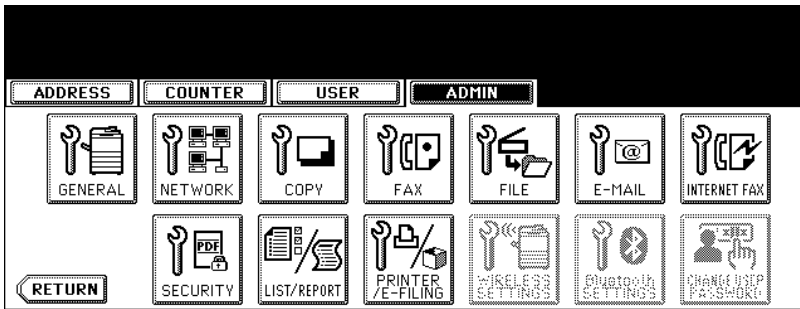 ADDRESS COUNTER USER ADMIN
GENERAL NETWORK COPY FAX FILE E-MAIL INTERNET FAX
@
PDF
SECURITY LIST/REPORT PRINTER /E-FILING WIRELESS SETTINGS Bluetooth SETTINGS CHANGE USER PASSWORD
RETURN